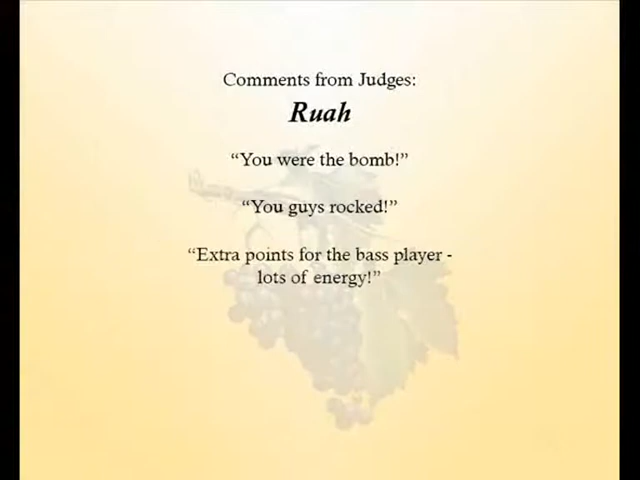 Comments from Judges:
Ruah
“You were the bomb!”
“You guys rocked!”
“Extra points for the bass player -
lots of energy!”